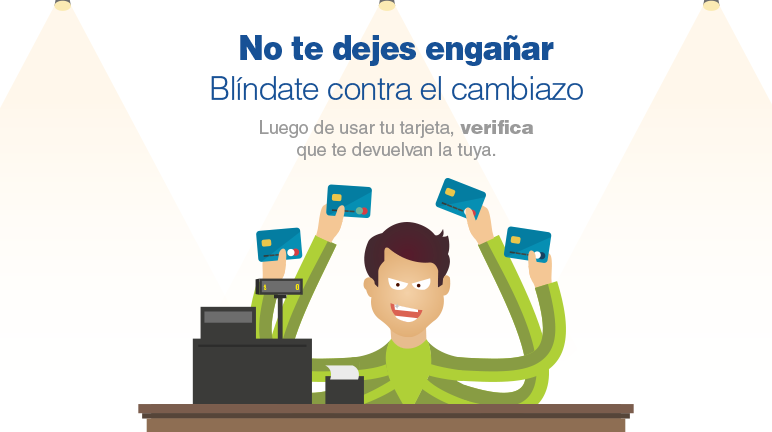 No te dejes engañar
Blíndate contra el cambiazo
Luego de usar tu tarjeta, verifica
que te devuelvan la tuya.